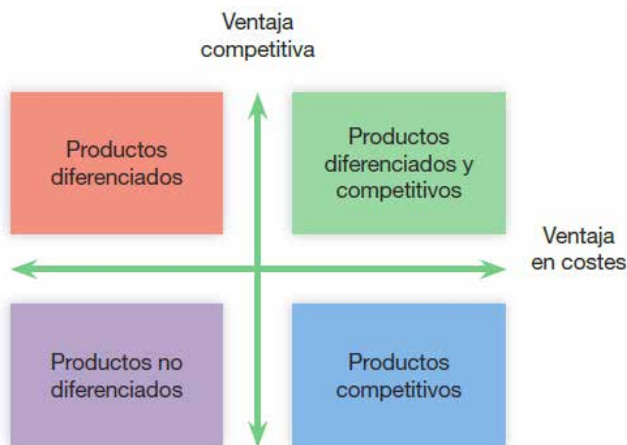 Ventaja
competitiva
Productos
diferenciados
Productos
diferenciados y
competitivos
Ventaja
en costes
Productos no
diferenciados
Productos
competitivos